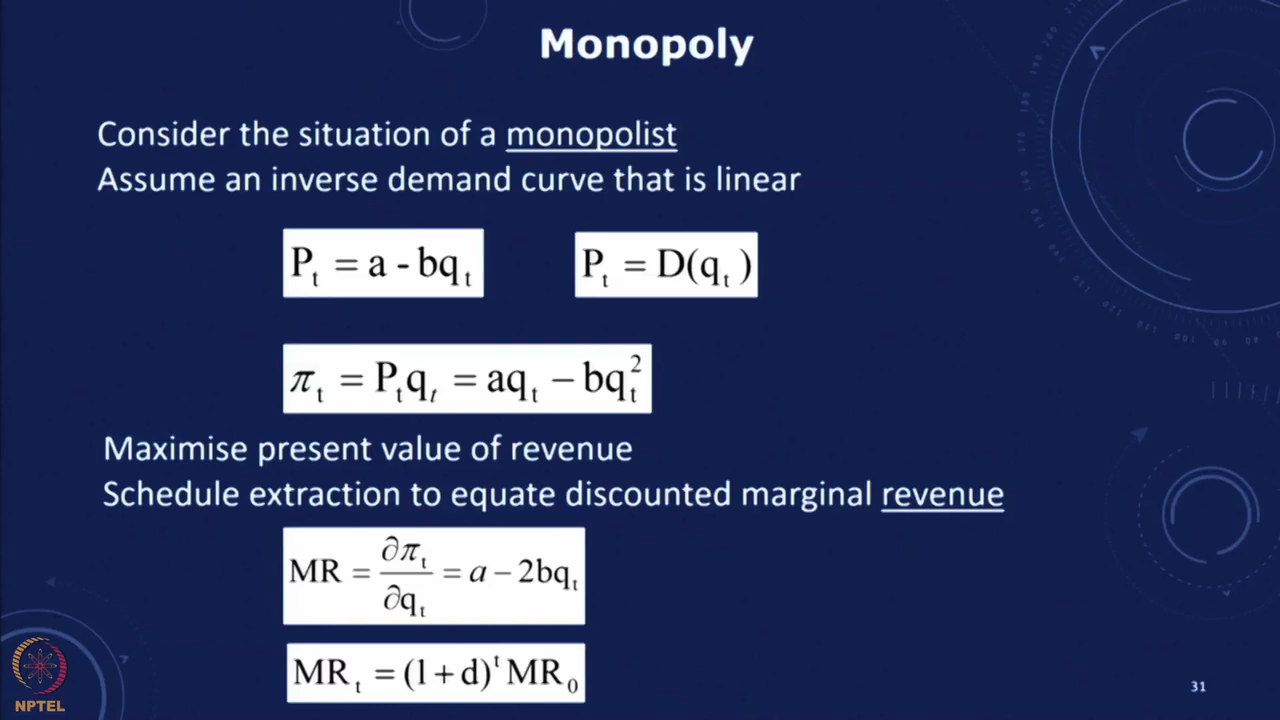 Monopoly
Consider the situation of a monopolist
Assume an inverse demand curve that is linear
Pₜ = a - bqₜ
Pₜ = D(qₜ)
πₜ = Pₜqₜ = aqₜ − bqₜ²
Maximise present value of revenue
Schedule extraction to equate discounted marginal revenue
MR = ∂πₜ/∂qₜ = a − 2bqₜ
MRₜ = (1+d)ᵗ MR₀
NPTEL
31